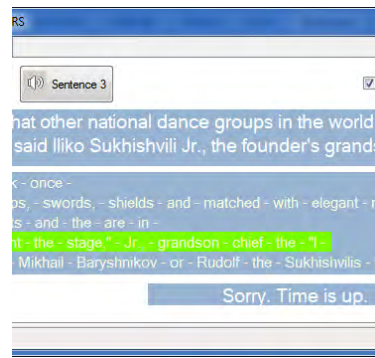 RS
Sentence 3
hat other national dance groups in the world
said Iliko Sukhishvili Jr., the founder's grands
- once -
ps, - swords, - shields - and - matched - with - elegant -
s - and - the - are - in -
nt - the - stage," - Jr., - grandson - chief - the - "I -
- Mikhail - Baryshnikov - or - Rudolf - the - Sukhishvilis -
Sorry. Time is up.